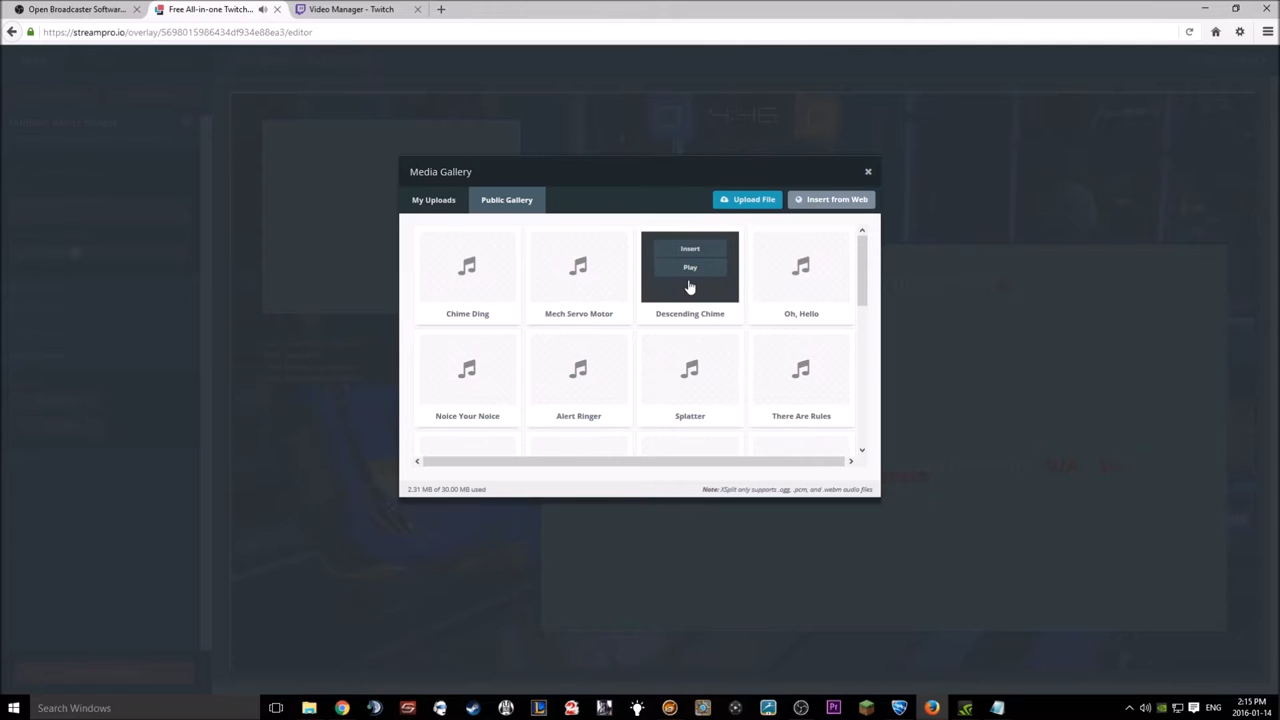 Open Broadcaster Softwar...
Free All-in-one Twitch...
Video Manager - Twitch
https://streampro.io/overlay/5698015986434df934e88ea3/editor
446
Media Gallery
My Uploads
Public Gallery
Upload File
Insert from Web
Insert
Play
Chime Ding
Mech Servo Motor
Descending Chime
Oh, Hello
Noice Your Noice
Alert Ringer
Splatter
There Are Rules
2.31 MB of 30.00 MB used
Note: XSplit only supports .ogg, .pcm, and .webm audio files
Search Windows
ENG
2:15 PM
2016-01-14